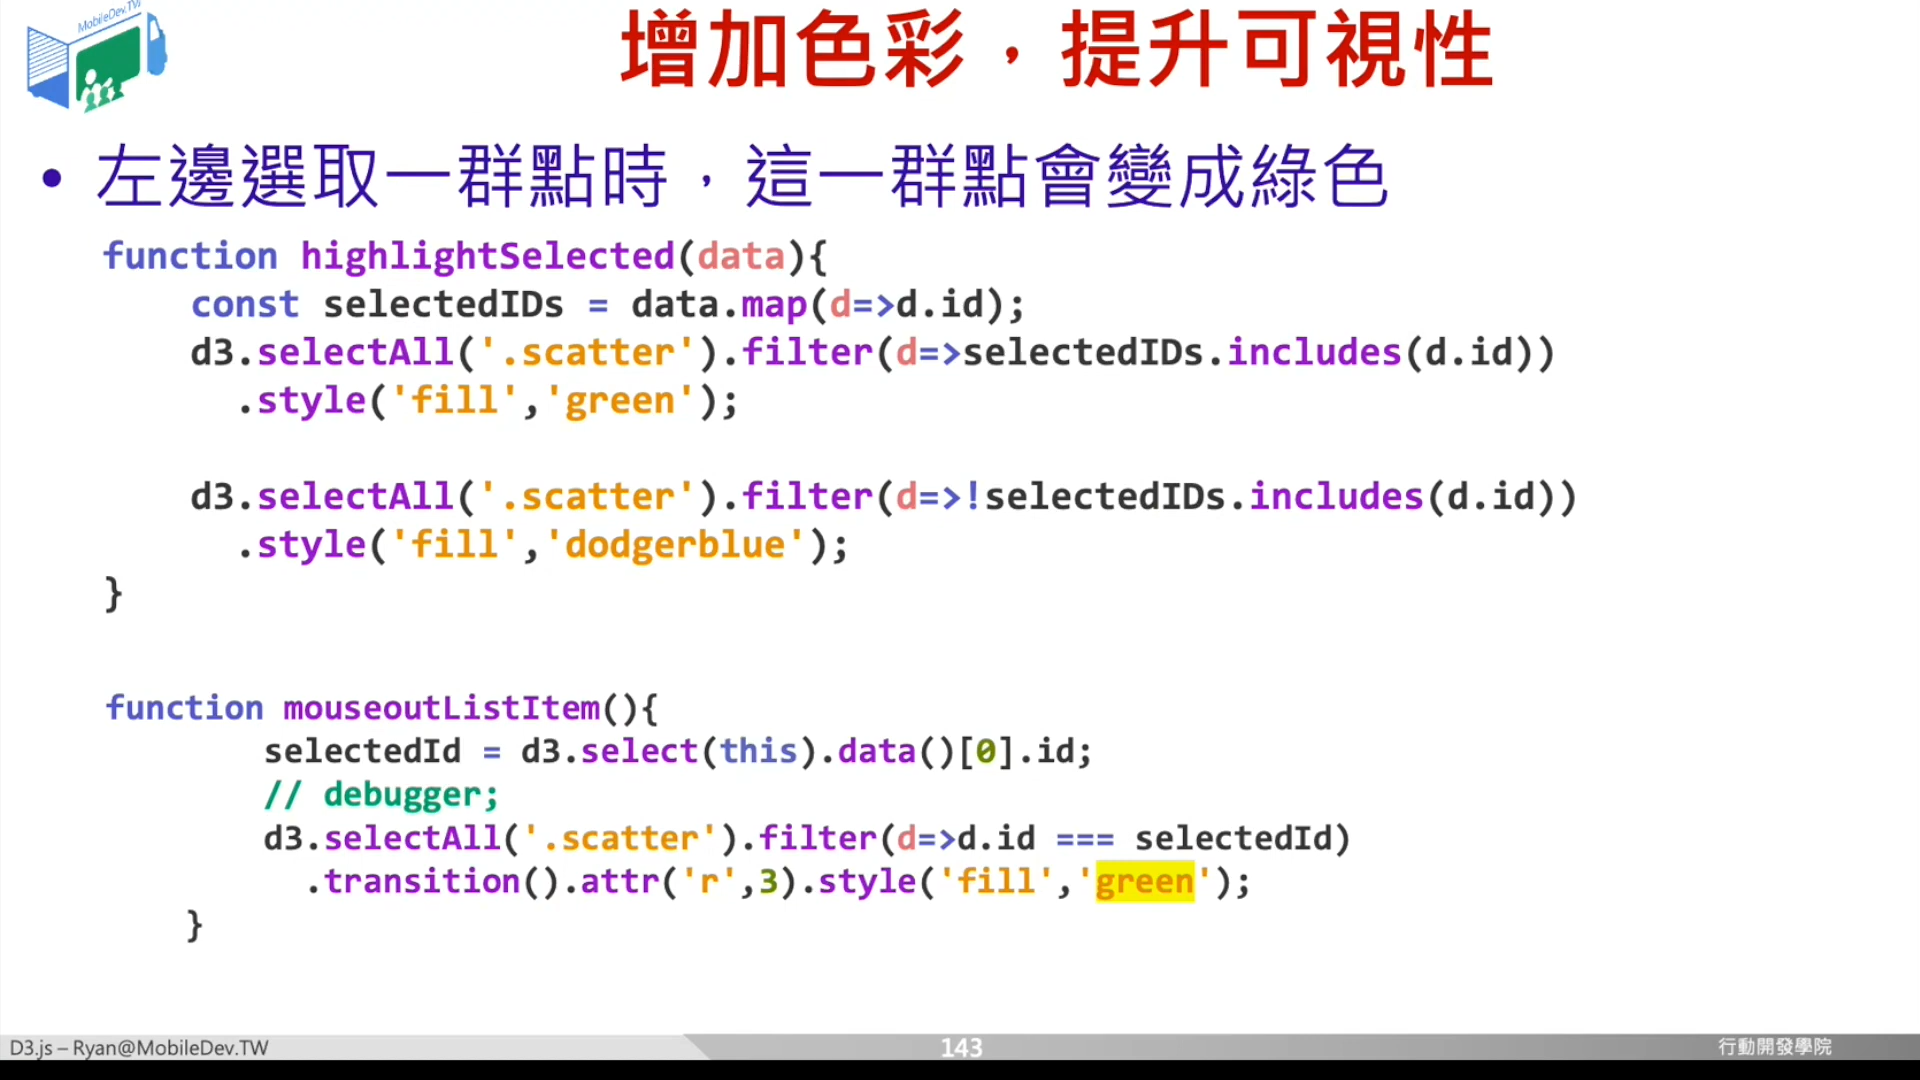 MobileDev.TW
增加色彩，提升可視性
• 左邊選取一群點時，這一群點會變成綠色
function highlightSelected(data){
    const selectedIDs = data.map(d=>d.id);
    d3.selectAll('.scatter').filter(d=>selectedIDs.includes(d.id))
      .style('fill','green');
    d3.selectAll('.scatter').filter(d=>!selectedIDs.includes(d.id))
      .style('fill','dodgerblue');
}
function mouseoutListItem(){
        selectedId = d3.select(this).data()[0].id;
        // debugger;
        d3.selectAll('.scatter').filter(d=>d.id === selectedId)
          .transition().attr('r',3).style('fill','green');
    }
D3.js – Ryan@MobileDev.TW
143
行動開發學院